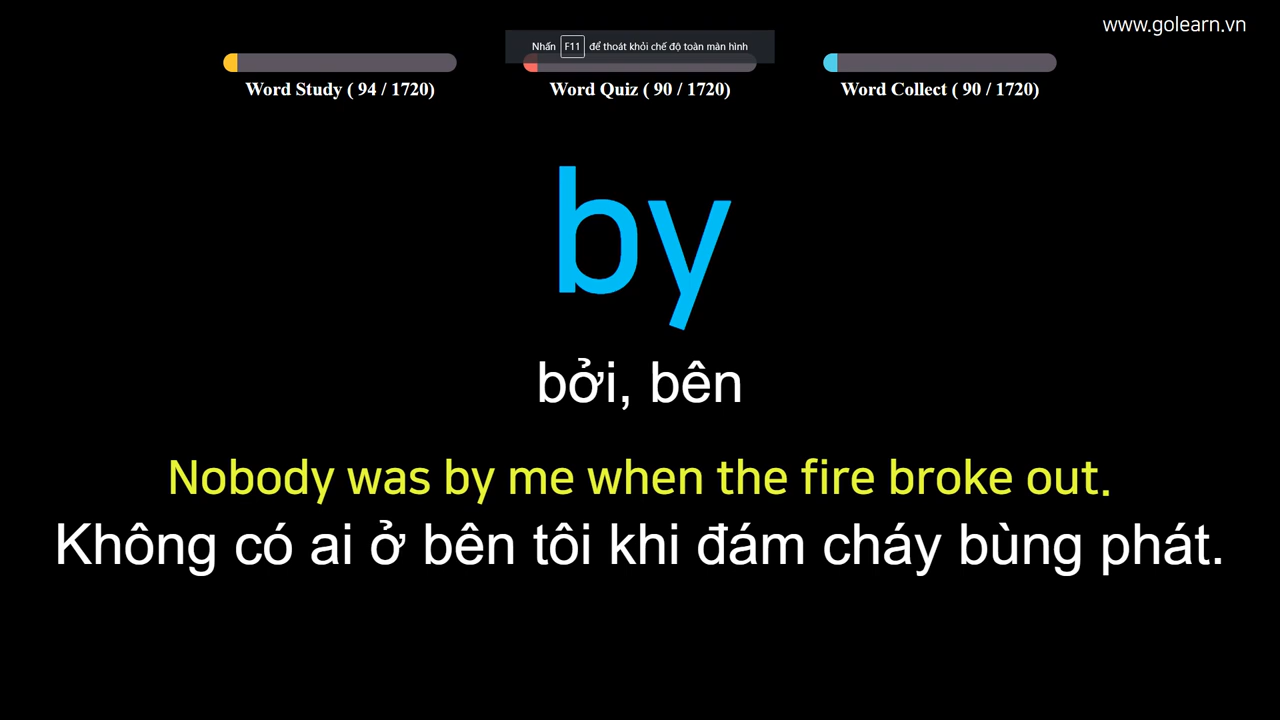 www.golearn.vn
Nhấn F11 để thoát khỏi chế độ toàn màn hình
Word Study ( 94 / 1720)
Word Quiz ( 90 / 1720)
Word Collect ( 90 / 1720)
by
bởi, bên
Nobody was by me when the fire broke out.
Không có ai ở bên tôi khi đám cháy bùng phát.